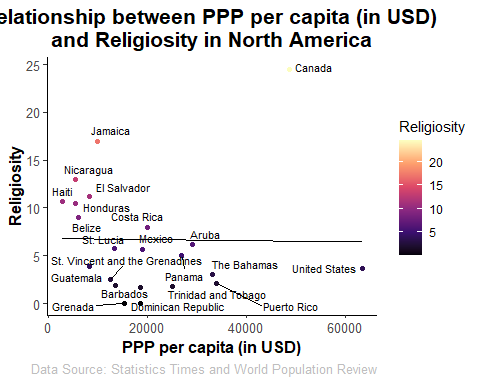 elationship between PPP per capita (in USD)
and Religiosity in North America
25
20
15
10
5
0
Religiosity
Canada
Jamaica
Nicaragua
Haiti
El Salvador
Honduras
Belize
Costa Rica
St. Lucia
Mexico
Aruba
St. Vincent and the Grenadines
Guatemala
Panama
The Bahamas
United States
Barbados
Trinidad and Tobago
Grenada
Dominican Republic
Puerto Rico
0
20000
40000
60000
PPP per capita (in USD)
Religiosity
20
15
10
5
Data Source: Statistics Times and World Population Review